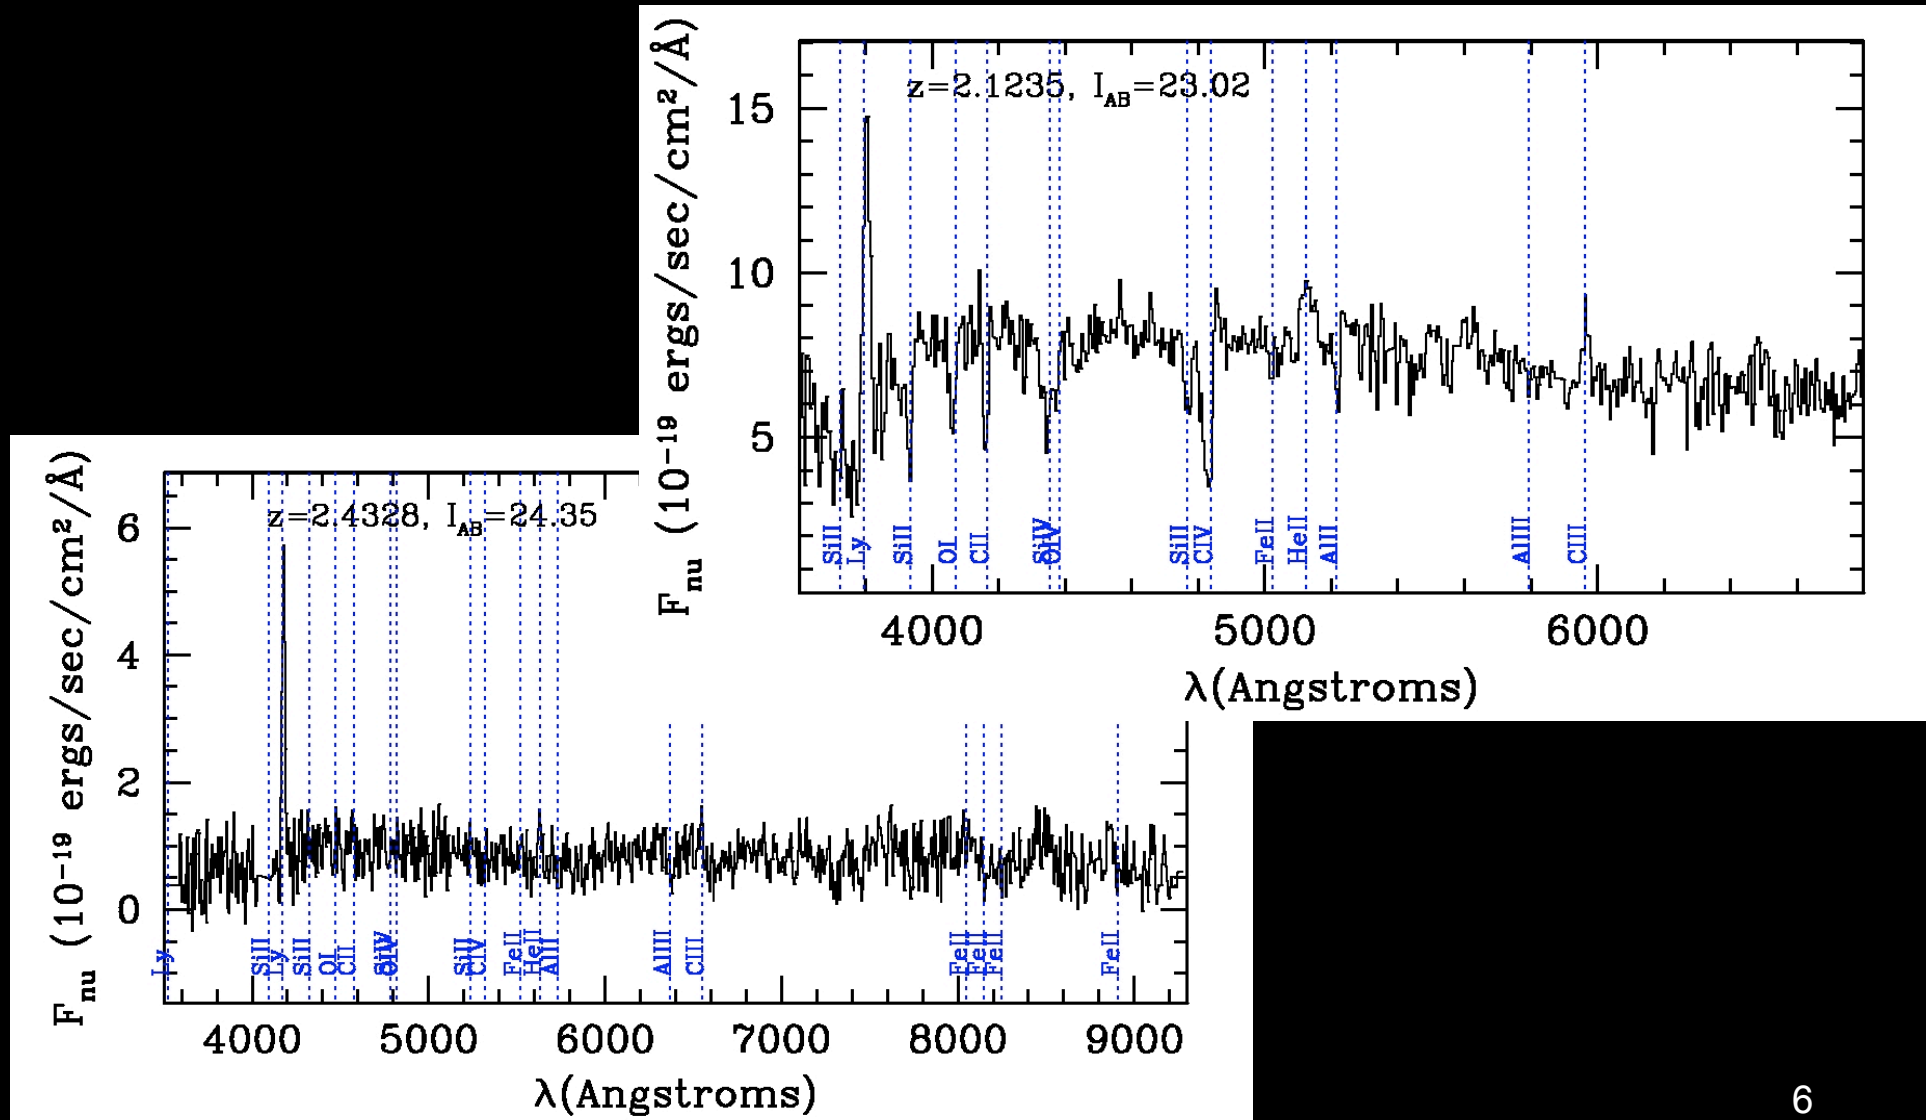 F_nu (10^-19 ergs/sec/cm²/Å)
z=2.1235, I_AB=23.02
15
10
5
SiII Ly SiII OI CII SiIV OIV SiII CIV FeII HeII AlII AlIII CIII
4000 5000 6000
λ(Angstroms)
F_nu (10^-19 ergs/sec/cm²/Å)
z=2.4328, I_AB=24.35
6
4
2
0
Ly SiII Ly SiII OI CII SiIV OIV SiII CIV FeII HeII AlII AlIII CIII FeII FeII FeII FeII
4000 5000 6000 7000 8000 9000
λ(Angstroms)
6